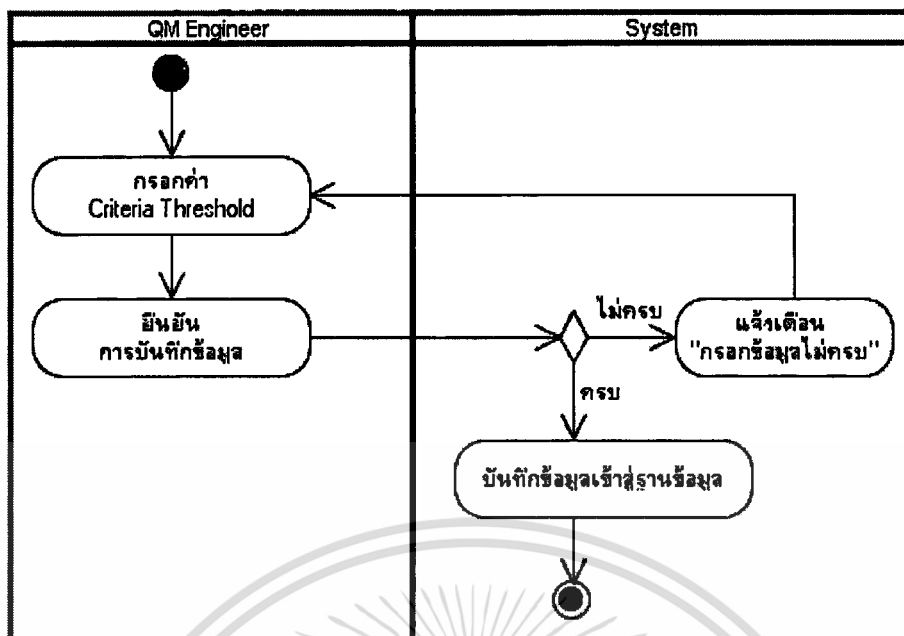 QM Engineer
System
กรอกค่า
Criteria Threshold
ยืนยัน
การบันทึกข้อมูล
ไม่ครบ
แจ้งเตือน
"กรอกข้อมูลไม่ครบ"
ครบ
บันทึกข้อมูลเข้าสู่ฐานข้อมูล